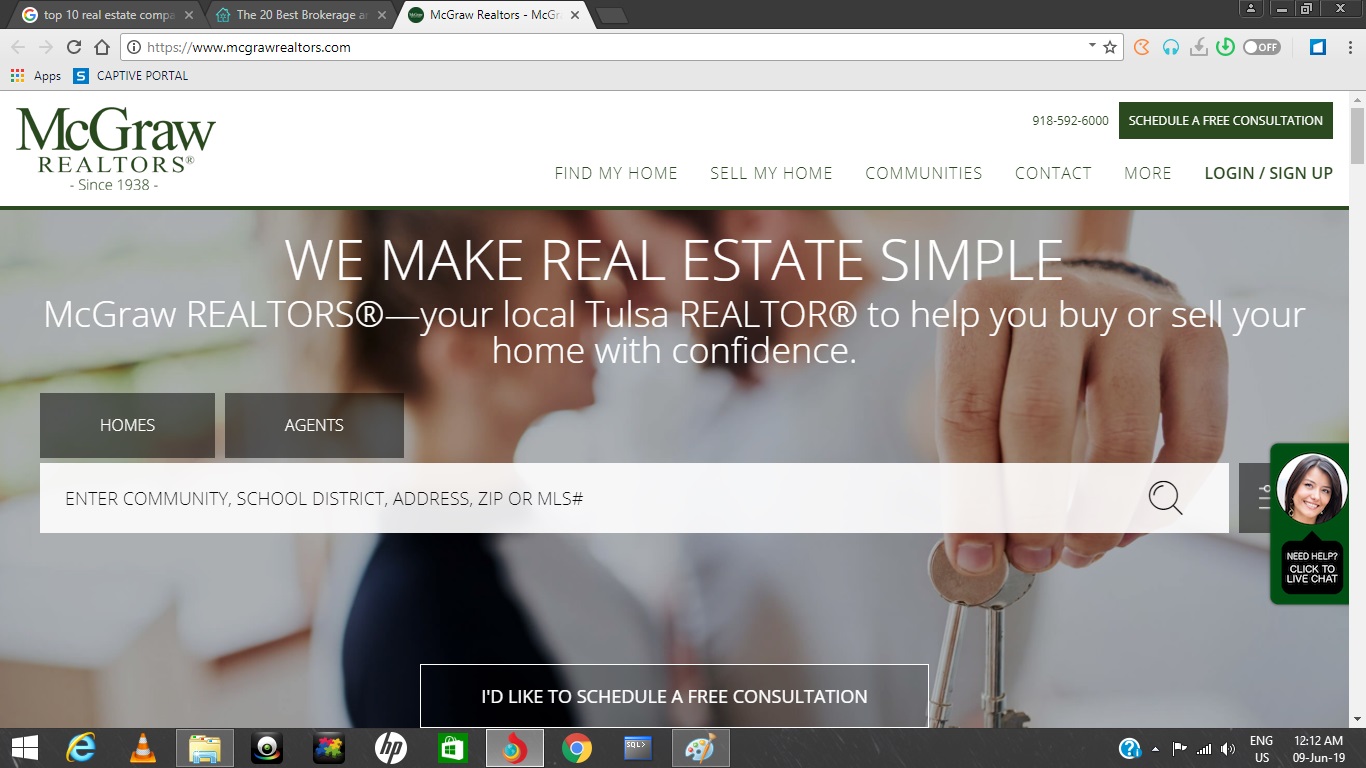 top 10 real estate compa
The 20 Best Brokerage a
McGraw Realtors - McGr
https://www.mcgrawrealtors.com
OFF
Apps
S CAPTIVE PORTAL
McGraw
REALTORS®
- Since 1938 -
918-592-6000
SCHEDULE A FREE CONSULTATION
FIND MY HOME
SELL MY HOME
COMMUNITIES
CONTACT
MORE
LOGIN / SIGN UP
WE MAKE REAL ESTATE SIMPLE
McGraw REALTORS®—your local Tulsa REALTOR® to help you buy or sell your
home with confidence.
HOMES
AGENTS
ENTER COMMUNITY, SCHOOL DISTRICT, ADDRESS, ZIP OR MLS#
NEED HELP?
CLICK TO
LIVE CHAT
I'D LIKE TO SCHEDULE A FREE CONSULTATION
hp
SQL>
ENG
US
12:12 AM
09-Jun-19